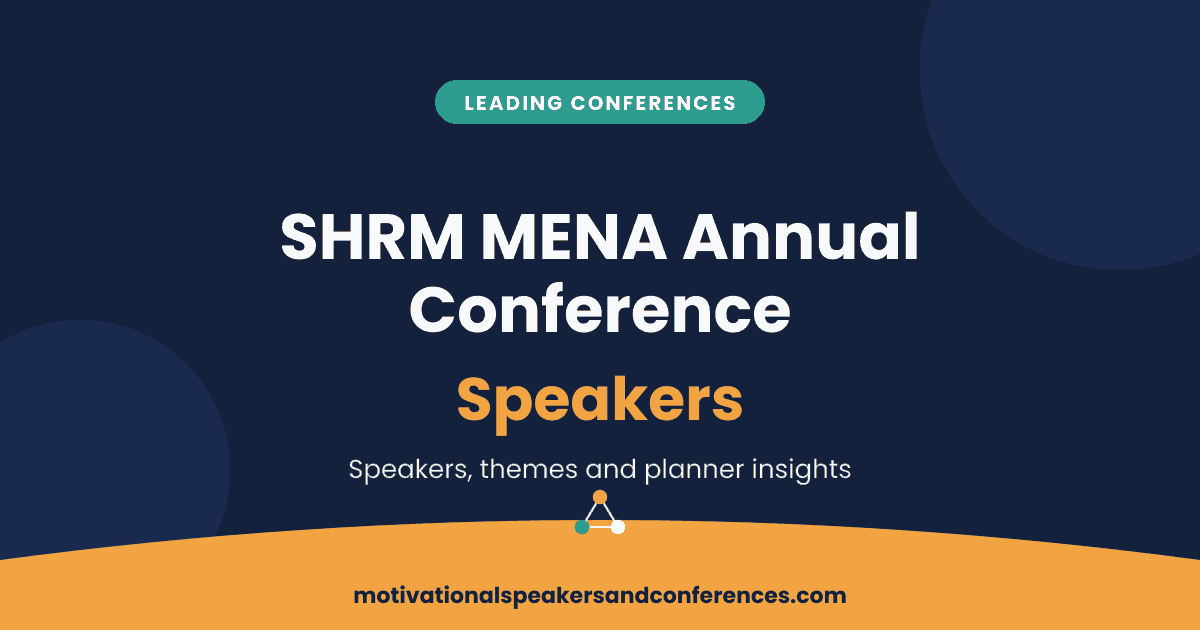 LEADING CONFERENCES
SHRM MENA Annual
Conference
Speakers
Speakers, themes and planner insights
motivationalspeakersandconferences.com